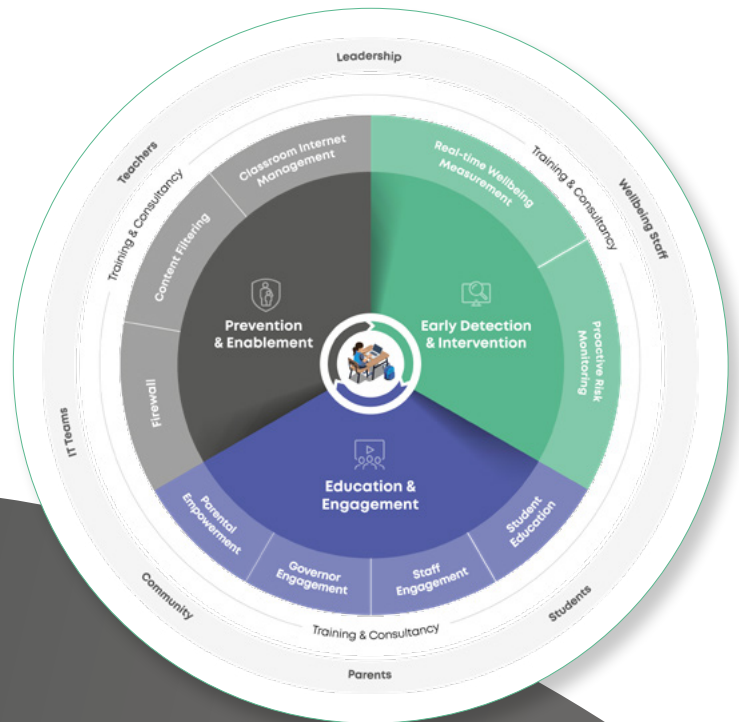 Leadership
Teachers
Wellbeing Staff
IT Teams
Community
Students
Parents
Training & Consultancy
Training & Consultancy
Training & Consultancy
Classroom Internet
Management
Content Filtering
Firewall
Real-time Wellbeing
Measurement
Proactive Risk
Monitoring
Prevention
& Enablement
Early Detection
& Intervention
Education &
Engagement
Parental
Empowerment
Governor
Engagement
Staff
Engagement
Student
Education